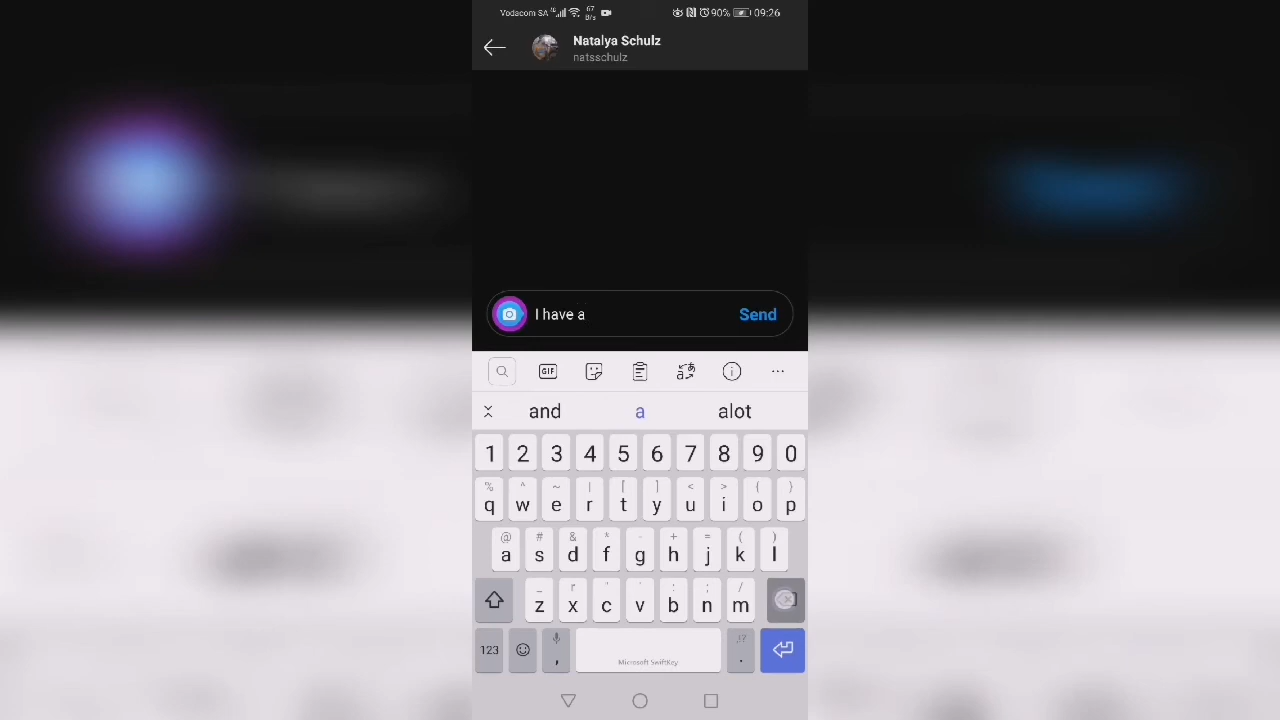 Vodacom SA 67 B/s 90% 09:26
Natalya Schulz
natsschulz
I have a Send
GIF
and a alot
1 2 3 4 5 6 7 8 9 0
% ^ ~ | [ ] < > { }
q w e r t y u i o p
@ # & * - + = ( )
a s d f g h j k l
_ r " ' : ; /
z x c v b n m
123 , Microsoft SwiftKey .